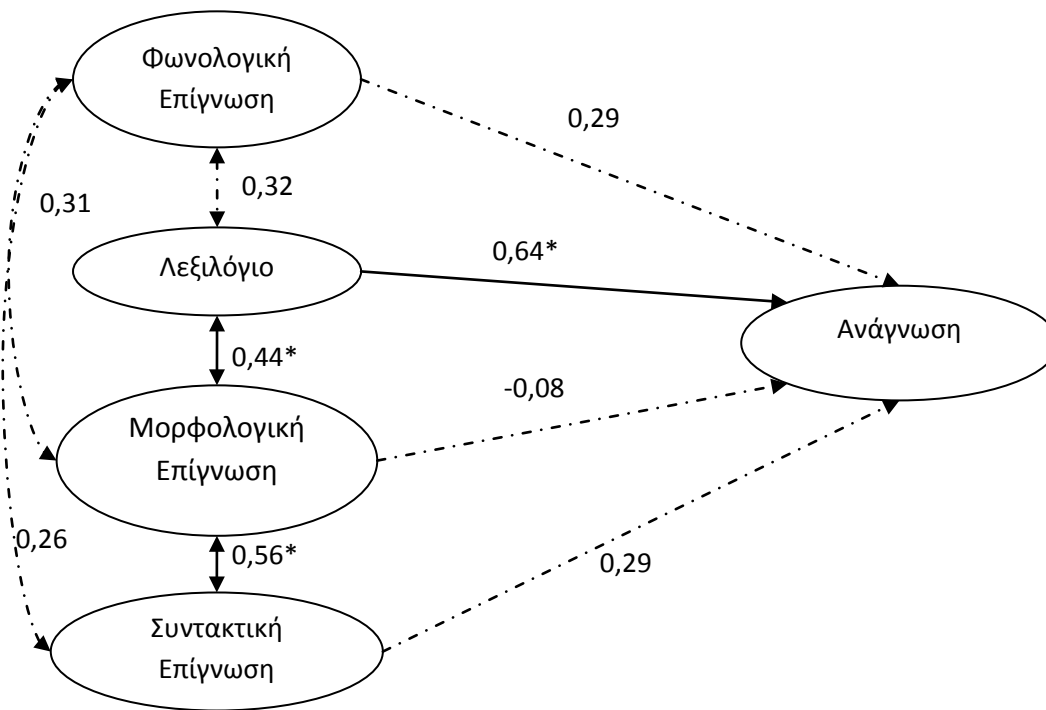 Φωνολογική
Επίγνωση
0,29
0,32
0,31
Λεξιλόγιο
0,64*
Ανάγνωση
0,44*
-0,08
Μορφολογική
Επίγνωση
0,26
0,56*
0,29
Συντακτική
Επίγνωση